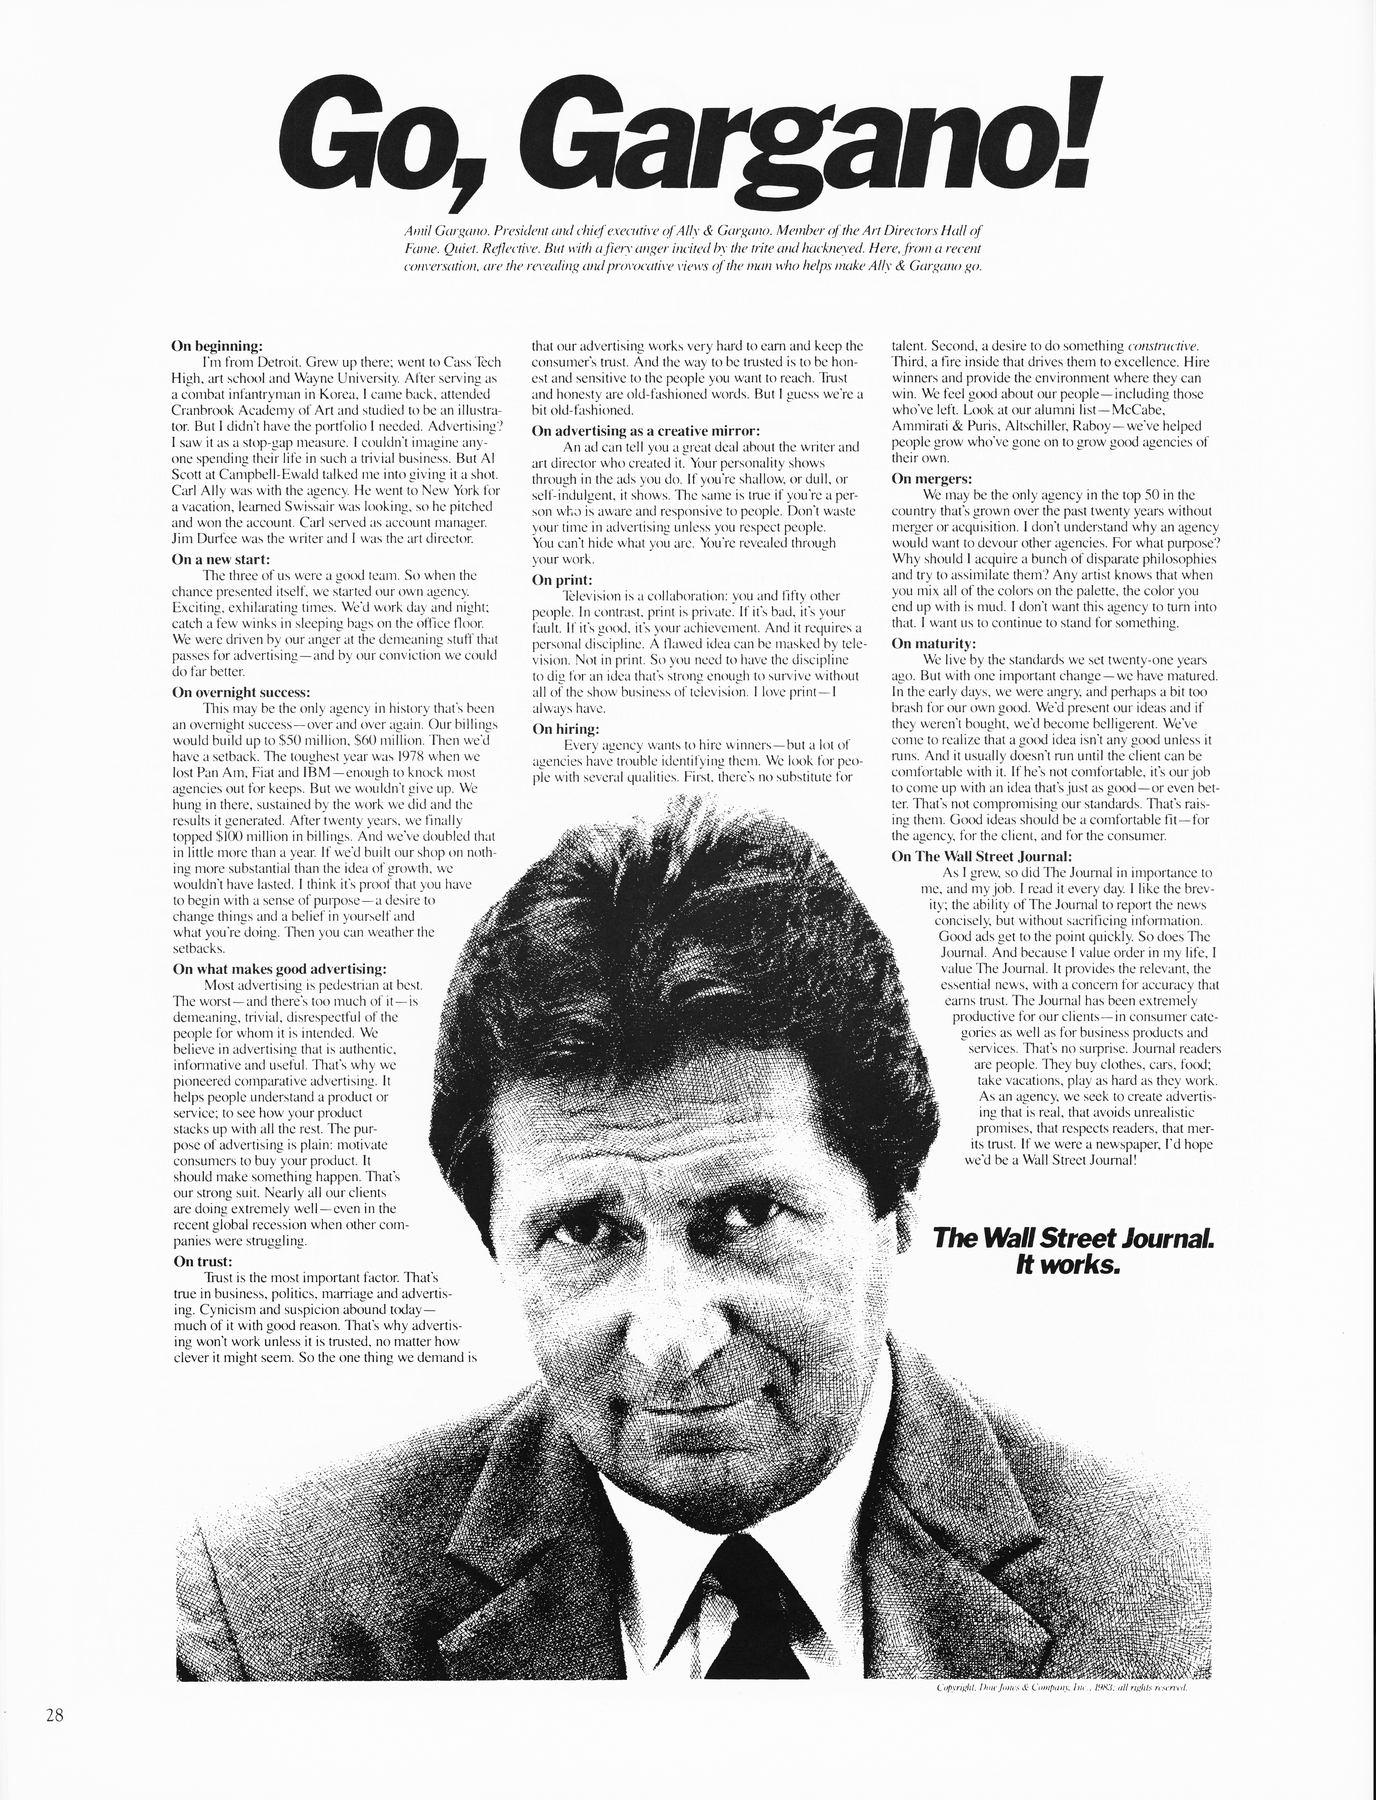 Go, Gargano!
Amil Gargano. President and chief executive of Ally & Gargano. Member of the Art Directors Hall of
Fame. Quiet. Reflective. But with a fiery anger incited by the trite and hackneyed. Here, from a recent
conversation, are the revealing and provocative views of the man who helps make Ally & Gargano go.
On beginning:
I'm from Detroit. Grew up there; went to Cass Tech
High, art school and Wayne University. After serving as
a combat infantryman in Korea, I came back, attended
Cranbrook Academy of Art and studied to be an illustra-
tor. But I didn't have the portfolio I needed. Advertising?
I saw it as a stop-gap measure. I couldn't imagine any-
one spending their life in such a trivial business. But Al
Scott at Campbell-Ewald talked me into giving it a shot.
Carl Ally was with the agency. He went to New York for
a vacation, learned Swissair was looking, so he pitched
and won the account. Carl served as account manager.
Jim Durfee was the writer and I was the art director.
On a new start:
The three of us were a good team. So when the
chance presented itself, we started our own agency.
Exciting, exhilarating times. We'd work day and night;
catch a few winks in sleeping bags on the office floor.
We were driven by our anger at the demeaning stuff that
passes for advertising—and by our conviction we could
do far better.
On overnight success:
This may be the only agency in history that's been
an overnight success—over and over again. Our billings
would build up to $50 million, $60 million. Then we'd
have a setback. The toughest year was 1978 when we
lost Pan Am, Fiat and IBM—enough to knock most
agencies out for keeps. But we wouldn't give up. We
hung in there, sustained by the work we did and the
results it generated. After twenty years, we finally
topped $100 million in billings. And we've doubled that
in little more than a year. If we'd built our shop on noth-
ing more substantial than the idea of growth, we
wouldn't have lasted. I think it's proof that you have
to begin with a sense of purpose—a desire to
change things and a belief in yourself and
what you're doing. Then you can weather the
setbacks.
On what makes good advertising:
Most advertising is pedestrian at best.
The worst—and there's too much of it—is
demeaning, trivial, disrespectful of the
people for whom it is intended. We
believe in advertising that is authentic,
informative and useful. That's why we
pioneered comparative advertising. It
helps people understand a product or
service; to see how your product
stacks up with all the rest. The pur-
pose of advertising is plain: motivate
consumers to buy your product. It
should make something happen. That's
our strong suit. Nearly all our clients
are doing extremely well—even in the
recent global recession when other com-
panies were struggling.
On trust:
Trust is the most important factor. That's
true in business, politics, marriage and advertis-
ing. Cynicism and suspicion abound today—
much of it with good reason. That's why advertis-
ing won't work unless it is trusted, no matter how
clever it might seem. So the one thing we demand is
that our advertising works very hard to earn and keep the
consumer's trust. And the way to be trusted is to be hon-
est and sensitive to the people you want to reach. Trust
and honesty are old-fashioned words. But I guess we're a
bit old-fashioned.
On advertising as a creative mirror:
An ad can tell you a great deal about the writer and
art director who created it. Your personality shows
through in the ads you do. If you're shallow, or dull, or
self-indulgent, it shows. The same is true if you're a per-
son who is aware and responsive to people. Don't waste
your time in advertising unless you respect people.
You can't hide what you are. You're revealed through
your work.
On print:
Television is a collaboration: you and fifty other
people. In contrast, print is private. If it's bad, it's your
fault. If it's good, it's your achievement. And it requires a
personal discipline. A flawed idea can be masked by tele-
vision. Not in print. So you need to have the discipline
to dig for an idea that's strong enough to survive without
all of the show business of television. I love print—I
always have.
On hiring:
Every agency wants to hire winners—but a lot of
agencies have trouble identifying them. We look for peo-
ple with several qualities. First, there's no substitute for
talent. Second, a desire to do something constructive.
Third, a fire inside that drives them to excellence. Hire
winners and provide the environment where they can
win. We feel good about our people—including those
who've left. Look at our alumni list—McCabe,
Ammirati & Puris, Altschiller, Raboy—we've helped
people grow who've gone on to grow good agencies of
their own.
On mergers:
We may be the only agency in the top 50 in the
country that's grown over the past twenty years without
merger or acquisition. I don't understand why an agency
would want to devour other agencies. For what purpose?
Why should I acquire a bunch of disparate philosophies
and try to assimilate them? Any artist knows that when
you mix all of the colors on the palette, the color you
end up with is mud. I don't want this agency to turn into
that. I want us to continue to stand for something.
On maturity:
We live by the standards we set twenty-one years
ago. But with one important change—we have matured.
In the early days, we were angry, and perhaps a bit too
brash for our own good. We'd present our ideas and if
they weren't bought, we'd become belligerent. We've
come to realize that a good idea isn't any good unless it
runs. And it usually doesn't run until the client can be
comfortable with it. If he's not comfortable, it's our job
to come up with an idea that's just as good—or even bet-
ter. That's not compromising our standards. That's rais-
ing them. Good ideas should be a comfortable fit—for
the agency, for the client, and for the consumer.
On The Wall Street Journal:
As I grew, so did The Journal in importance to
me, and my job. I read it every day. I like the brev-
ity; the ability of The Journal to report the news
concisely, but without sacrificing information.
Good ads get to the point quickly. So does The
Journal. And because I value order in my life, I
value The Journal. It provides the relevant, the
essential news, with a concern for accuracy that
earns trust. The Journal has been extremely
productive for our clients—in consumer cate-
gories as well as for business products and
services. That's no surprise. Journal readers
are people. They buy clothes, cars, food;
take vacations, play as hard as they work.
As an agency, we seek to create advertis-
ing that is real, that avoids unrealistic
promises, that respects readers, that mer-
its trust. If we were a newspaper, I'd hope
we'd be a Wall Street Journal!
The Wall Street Journal.
It works.
Copyright, Dow Jones & Company, Inc., 1983; all rights reserved.
28